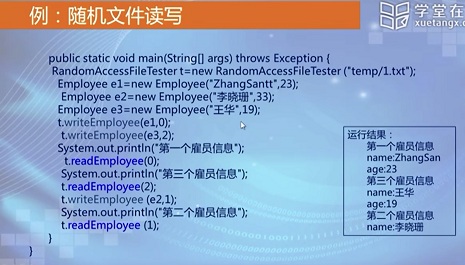 例：随机文件读写
学堂在
xuetangx.c
public static void main(String[] args) throws Exception {
RandomAccessFileTester t=new RandomAccessFileTester ("temp/1.txt");
Employee e1=new Employee("ZhangSantt",23);
Employee e2=new Employee("李晓珊",33);
Employee e3=new Employee("王华",19);
t.writeEmployee(e1,0);
t.writeEmployee(e3,2);
System.out.println("第一个雇员信息");
t.readEmployee(0);
System.out.println("第三个雇员信息");
t.readEmployee(2);
t.writeEmployee (e2,1);
System.out.println("第二个雇员信息");
t.readEmployee (1);
}
}
运行结果：
第一个雇员信息
name:ZhangSan
age:23
第三个雇员信息
name:王华
age:19
第二个雇员信息
name:李晓珊